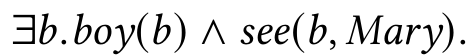 ∃b.boy(b) ∧ see(b, Mary).